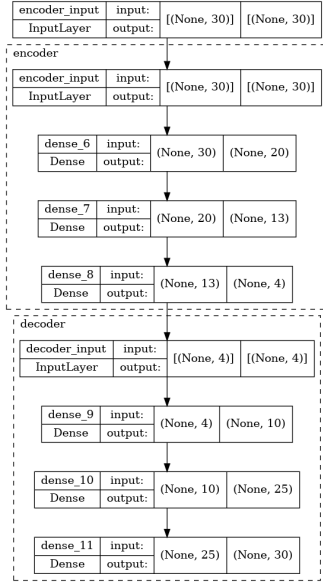 encoder_input input: [(None, 30)] [(None, 30)]
InputLayer output:
encoder
encoder_input input: [(None, 30)] [(None, 30)]
InputLayer output:
dense_6 input: (None, 30) (None, 20)
Dense output:
dense_7 input: (None, 20) (None, 13)
Dense output:
dense_8 input: (None, 13) (None, 4)
Dense output:
decoder
decoder_input input: [(None, 4)] [(None, 4)]
InputLayer output:
dense_9 input: (None, 4) (None, 10)
Dense output:
dense_10 input: (None, 10) (None, 25)
Dense output:
dense_11 input: (None, 25) (None, 30)
Dense output: